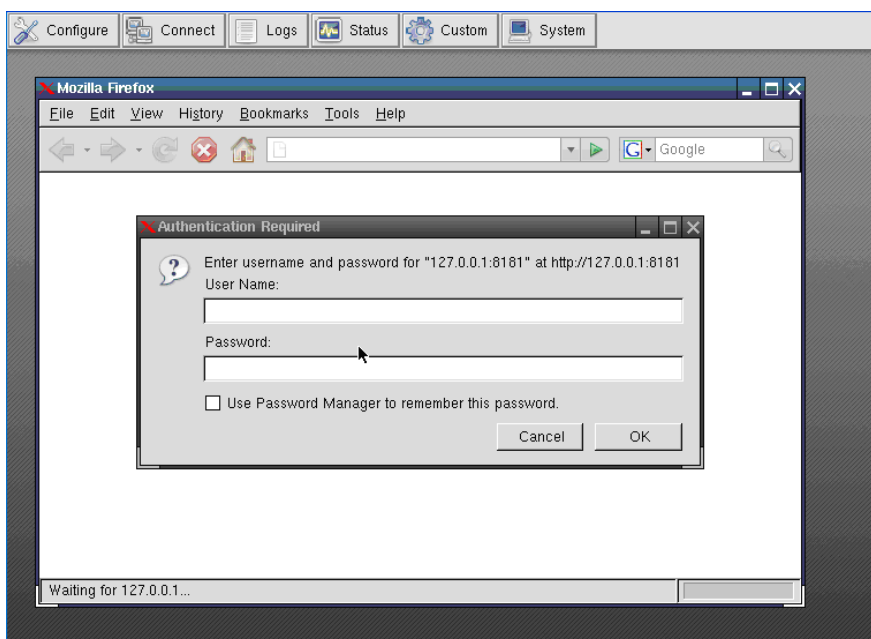 Configure Connect Logs Status Custom System
Mozilla Firefox
File Edit View History Bookmarks Tools Help
G Google
Authentication Required
Enter username and password for "127.0.0.1:8181" at http://127.0.0.1:8181
User Name:
Password:
Use Password Manager to remember this password.
Cancel OK
Waiting for 127.0.0.1...